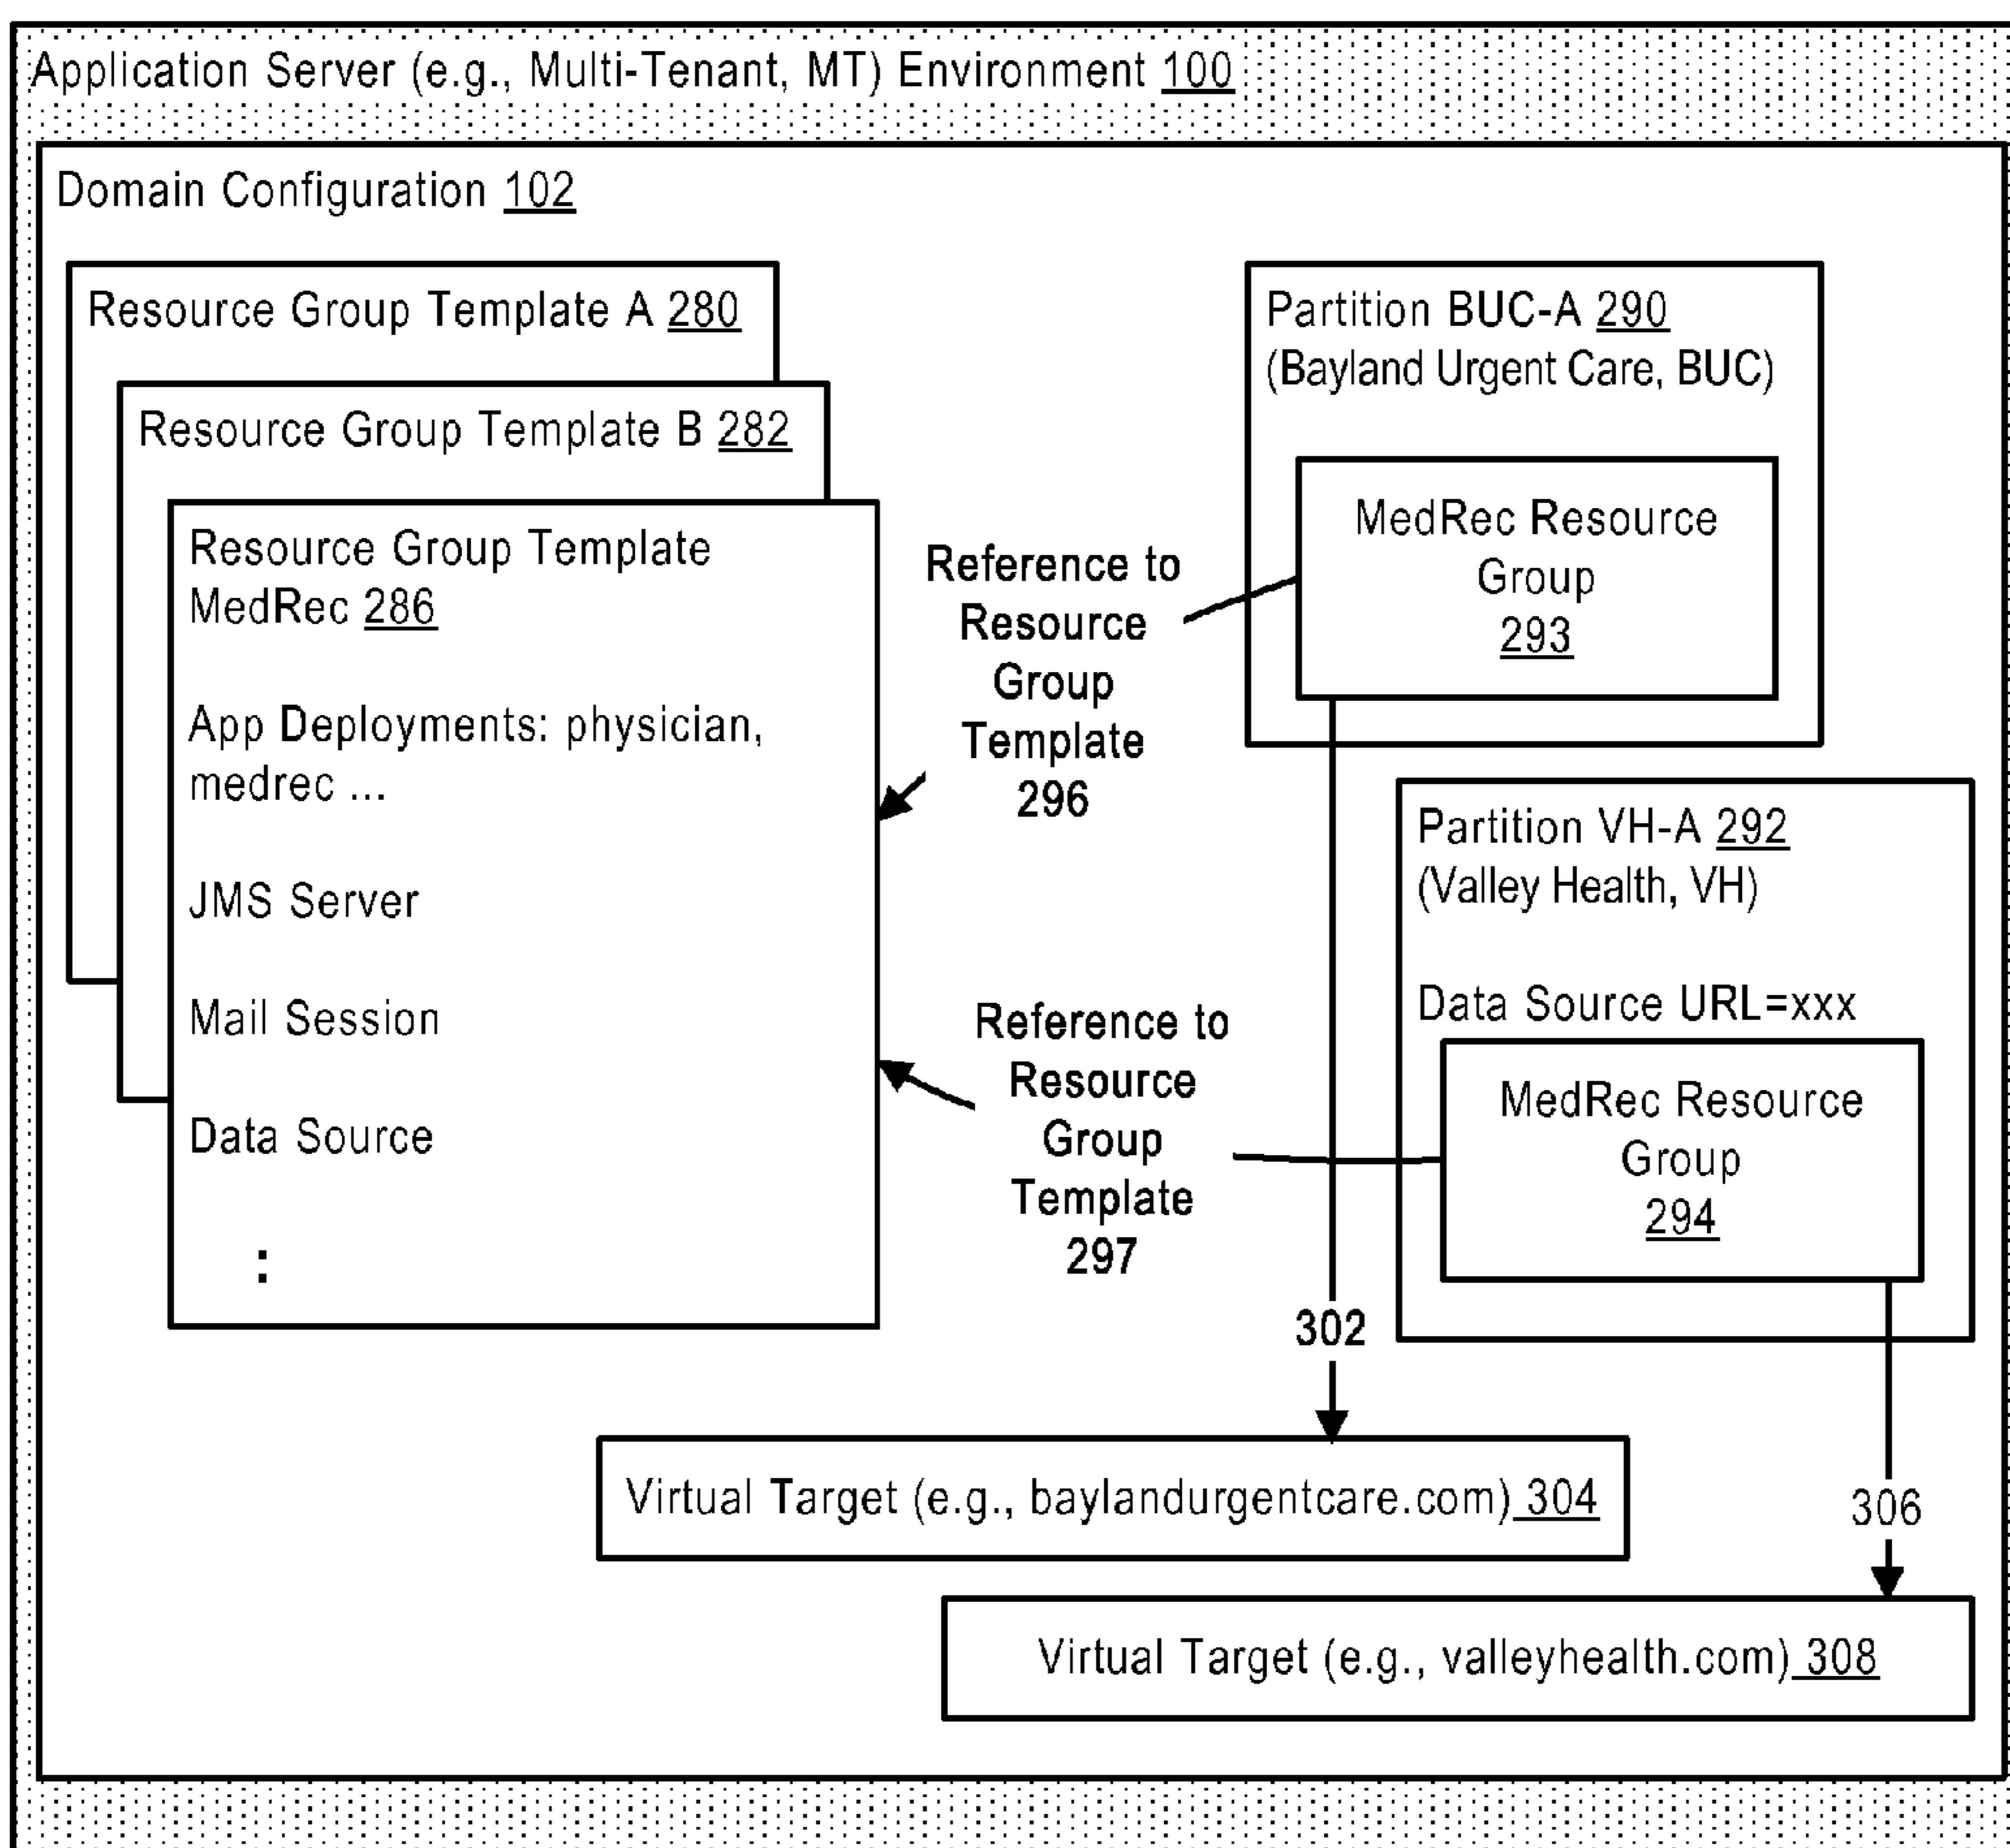 Application Server (e.g., Multi-Tenant, MT) Environment 100
Domain Configuration 102
Resource Group Template A 280
Resource Group Template B 282
Resource Group Template
MedRec 286
App Deployments: physician,
medrec ...
JMS Server
Mail Session
Data Source
:
Reference to
Resource
Group
Template
296
Reference to
Resource
Group
Template
297
Partition BUC-A 290
(Bayland Urgent Care, BUC)
MedRec Resource
Group
293
Partition VH-A 292
(Valley Health, VH)
Data Source URL=xxx
MedRec Resource
Group
294
302
306
Virtual Target (e.g., baylandurgentcare.com) 304
Virtual Target (e.g., valleyhealth.com) 308